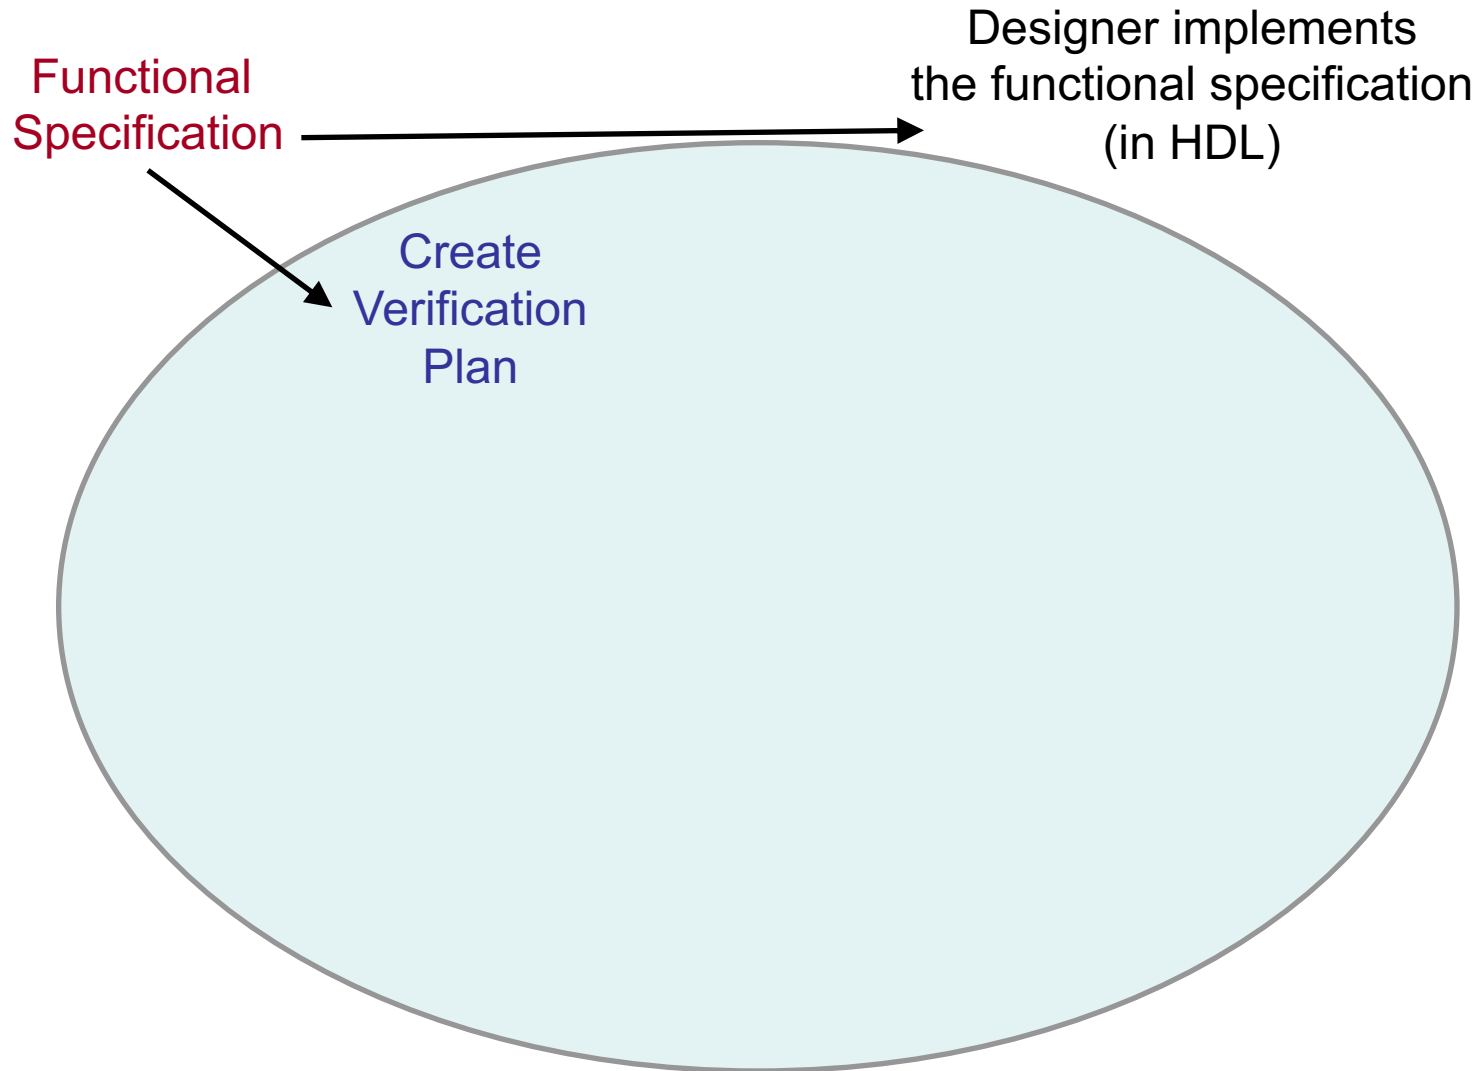 Functional
Specification
Designer implements
the functional specification
(in HDL)
Create
Verification
Plan